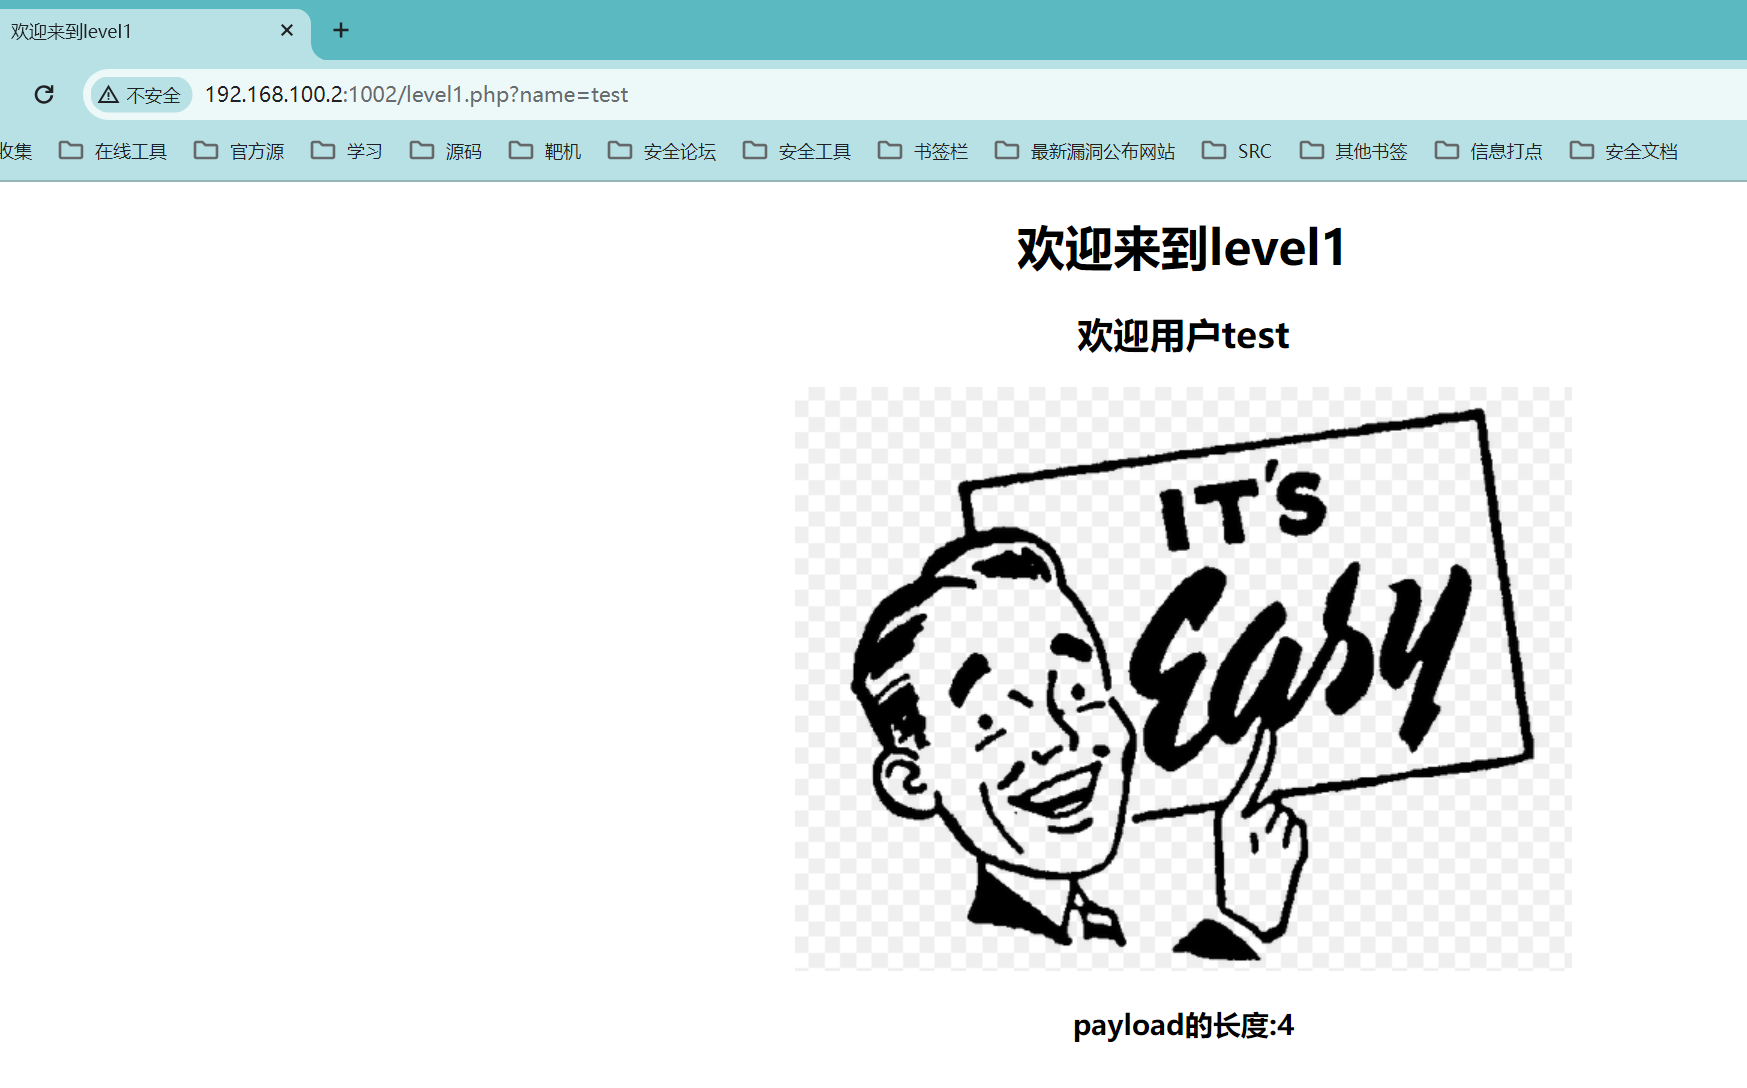 欢迎来到level1
不安全 192.168.100.2:1002/level1.php?name=test
收集 在线工具 官方源 学习 源码 靶机 安全论坛 安全工具 书签栏 最新漏洞公布网站 SRC 其他书签 信息打点 安全文档
欢迎来到level1
欢迎用户test
IT'S
Easy
payload的长度:4